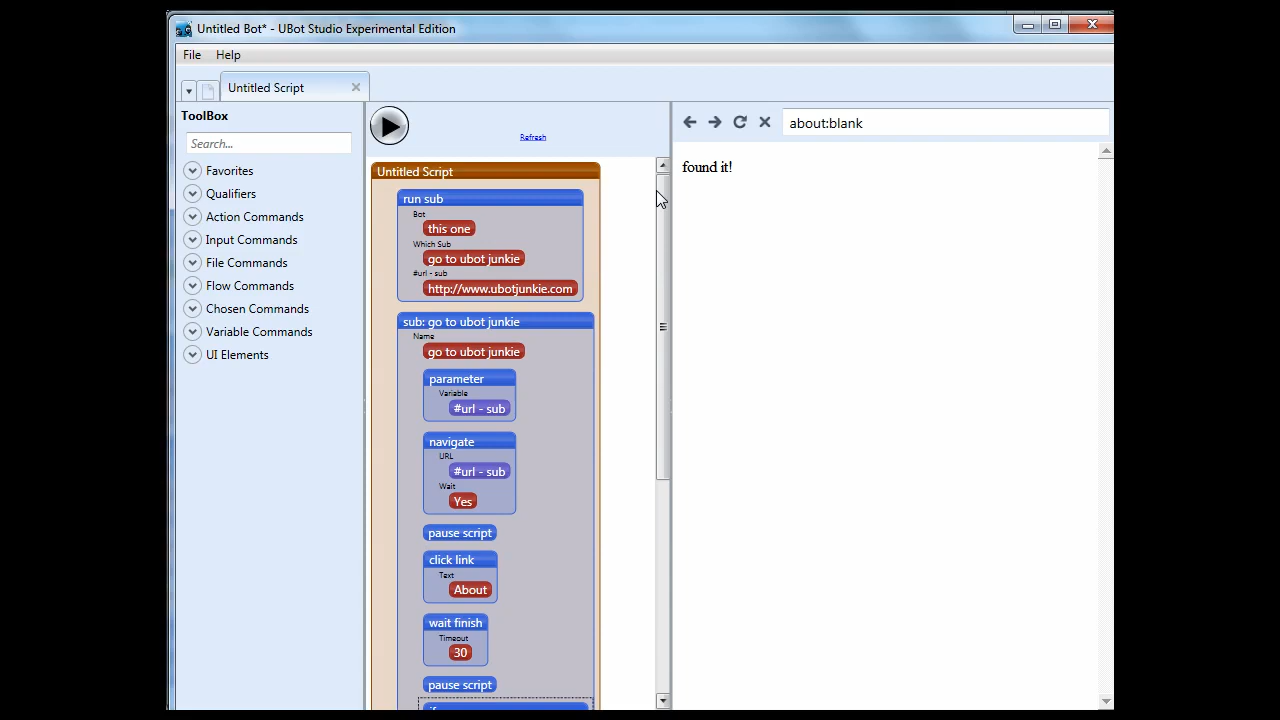 Untitled Bot* - UBot Studio Experimental Edition
File Help
Untitled Script
ToolBox
Search...
Favorites
Qualifiers
Action Commands
Input Commands
File Commands
Flow Commands
Chosen Commands
Variable Commands
UI Elements
Refresh
Untitled Script
run sub
Bot
this one
Which Sub
go to ubot junkie
#url - sub
http://www.ubotjunkie.com
sub: go to ubot junkie
Name
go to ubot junkie
parameter
Variable
#url - sub
navigate
URL
#url - sub
Wait
Yes
pause script
click link
Text
About
wait finish
Timeout
30
pause script
if
about:blank
found it!